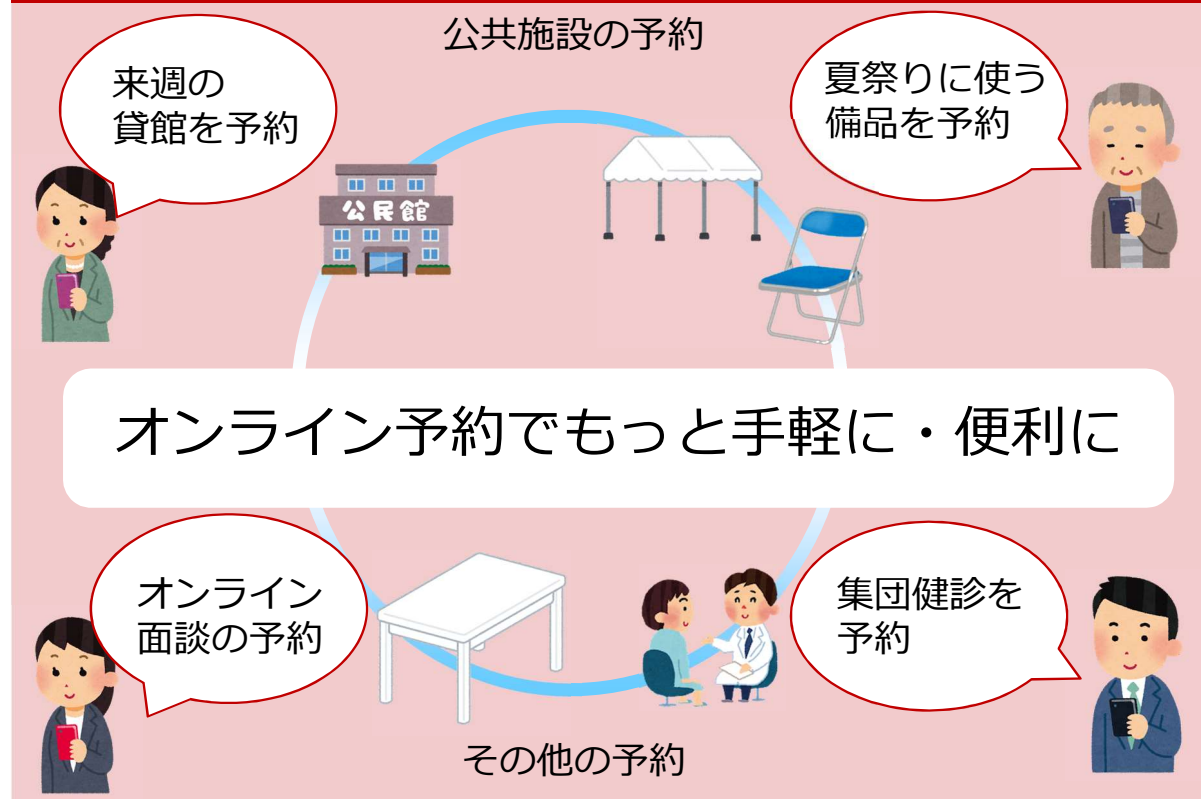 公共施設の予約
来週の
貸館を予約
夏祭りに使う
備品を予約
公民館
オンライン予約でもっと手軽に・便利に
オンライン
面談の予約
集団健診を
予約
その他の予約